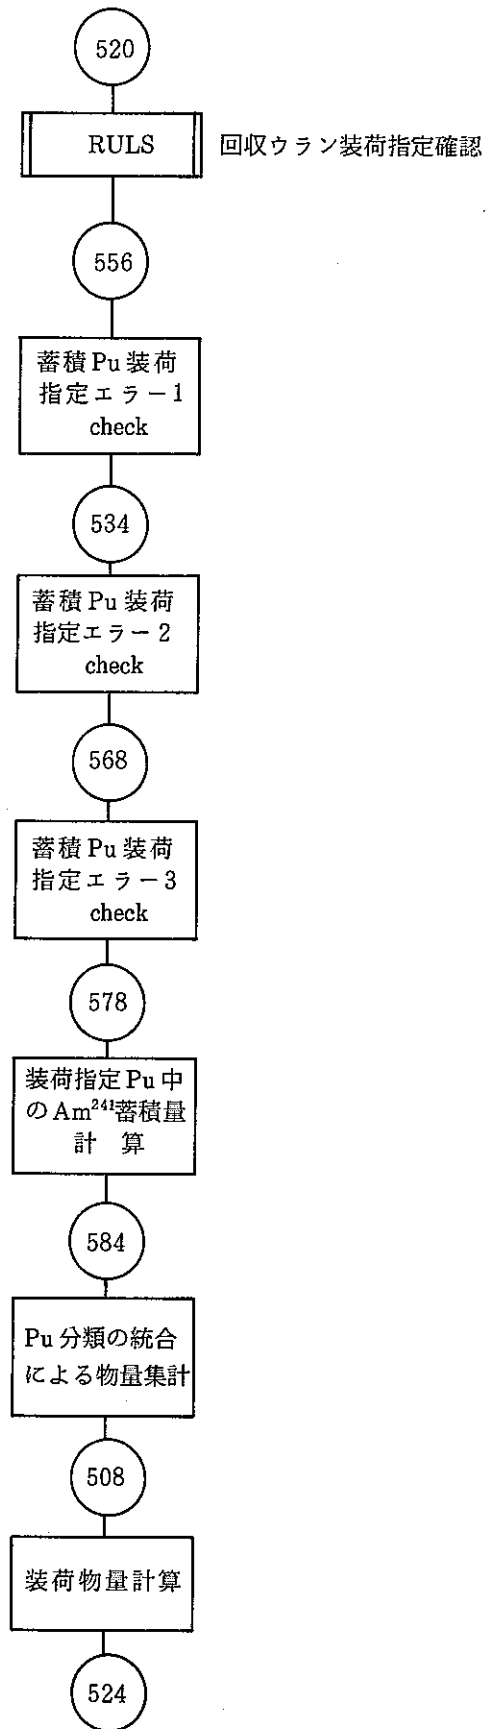 520
RULS 回収ウラン装荷指定確認
556
蓄積Pu装荷
指定エラー1
check
534
蓄積Pu装荷
指定エラー2
check
568
蓄積Pu装荷
指定エラー3
check
578
装荷指定Pu中
のAm²⁴¹蓄積量
計 算
584
Pu分類の統合
による物量集計
508
装荷物量計算
524